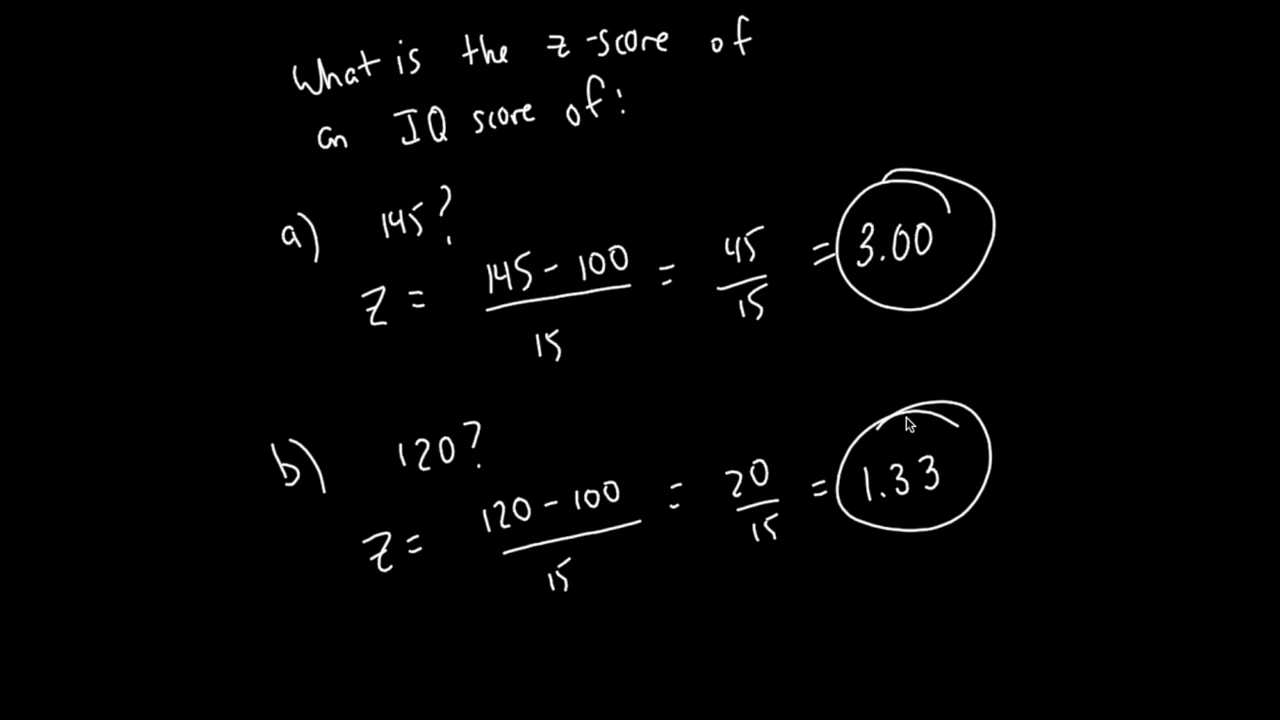 What is the z-score of
an IQ score of:
a) 145?
z = 145 - 100 / 15 = 45 / 15 = 3.00
b) 120?
z = 120 - 100 / 15 = 20 / 15 = 1.33